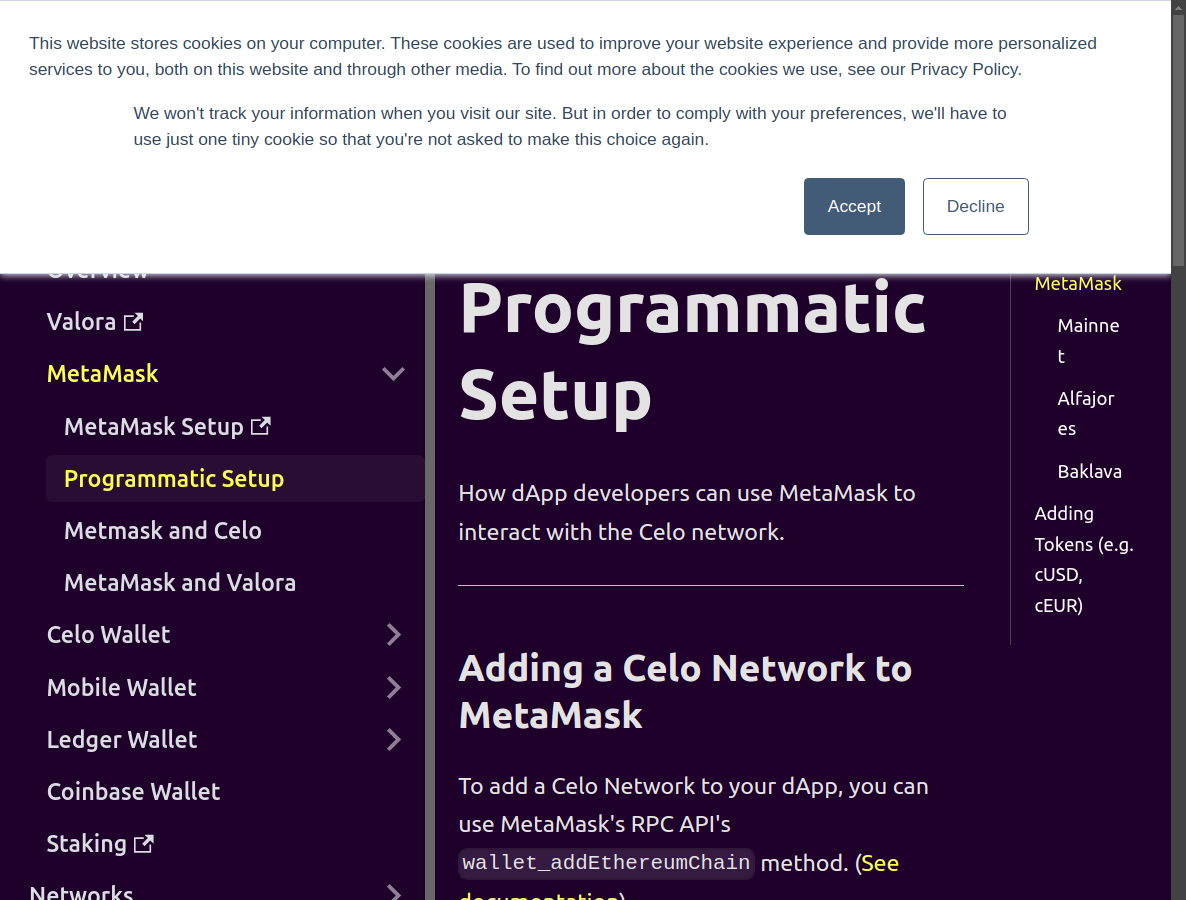 This website stores cookies on your computer. These cookies are used to improve your website experience and provide more personalized
services to you, both on this website and through other media. To find out more about the cookies we use, see our Privacy Policy.
We won't track your information when you visit our site. But in order to comply with your preferences, we'll have to
use just one tiny cookie so that you're not asked to make this choice again.
Accept
Decline
Overview
Valora
MetaMask
MetaMask Setup
Programmatic Setup
Metmask and Celo
MetaMask and Valora
Celo Wallet
Mobile Wallet
Ledger Wallet
Coinbase Wallet
Staking
Networks
Programmatic
Setup
How dApp developers can use MetaMask to
interact with the Celo network.
Adding a Celo Network to
MetaMask
To add a Celo Network to your dApp, you can
use MetaMask's RPC API's
wallet_addEthereumChain method. (See
documentation)
MetaMask
Mainne
t
Alfajor
es
Baklava
Adding
Tokens (e.g.
cUSD,
cEUR)